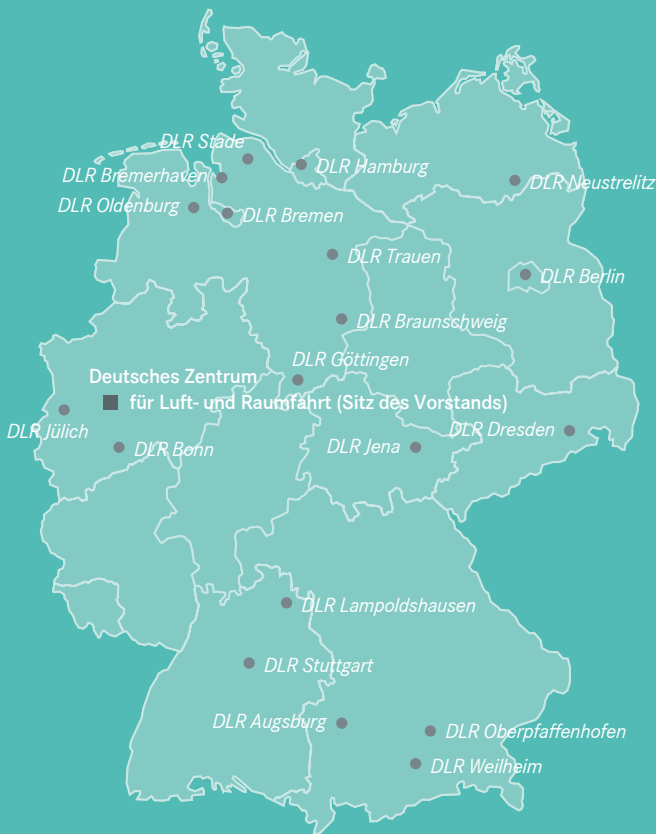 DLR Stade
DLR Hamburg
DLR Bremerhaven
DLR Neustrelitz
DLR Oldenburg
DLR Bremen
DLR Trauen
DLR Berlin
DLR Braunschweig
DLR Göttingen
Deutsches Zentrum
für Luft- und Raumfahrt (Sitz des Vorstands)
DLR Jülich
DLR Dresden
DLR Bonn
DLR Jena
DLR Lampoldshausen
DLR Stuttgart
DLR Augsburg
DLR Oberpfaffenhofen
DLR Weilheim